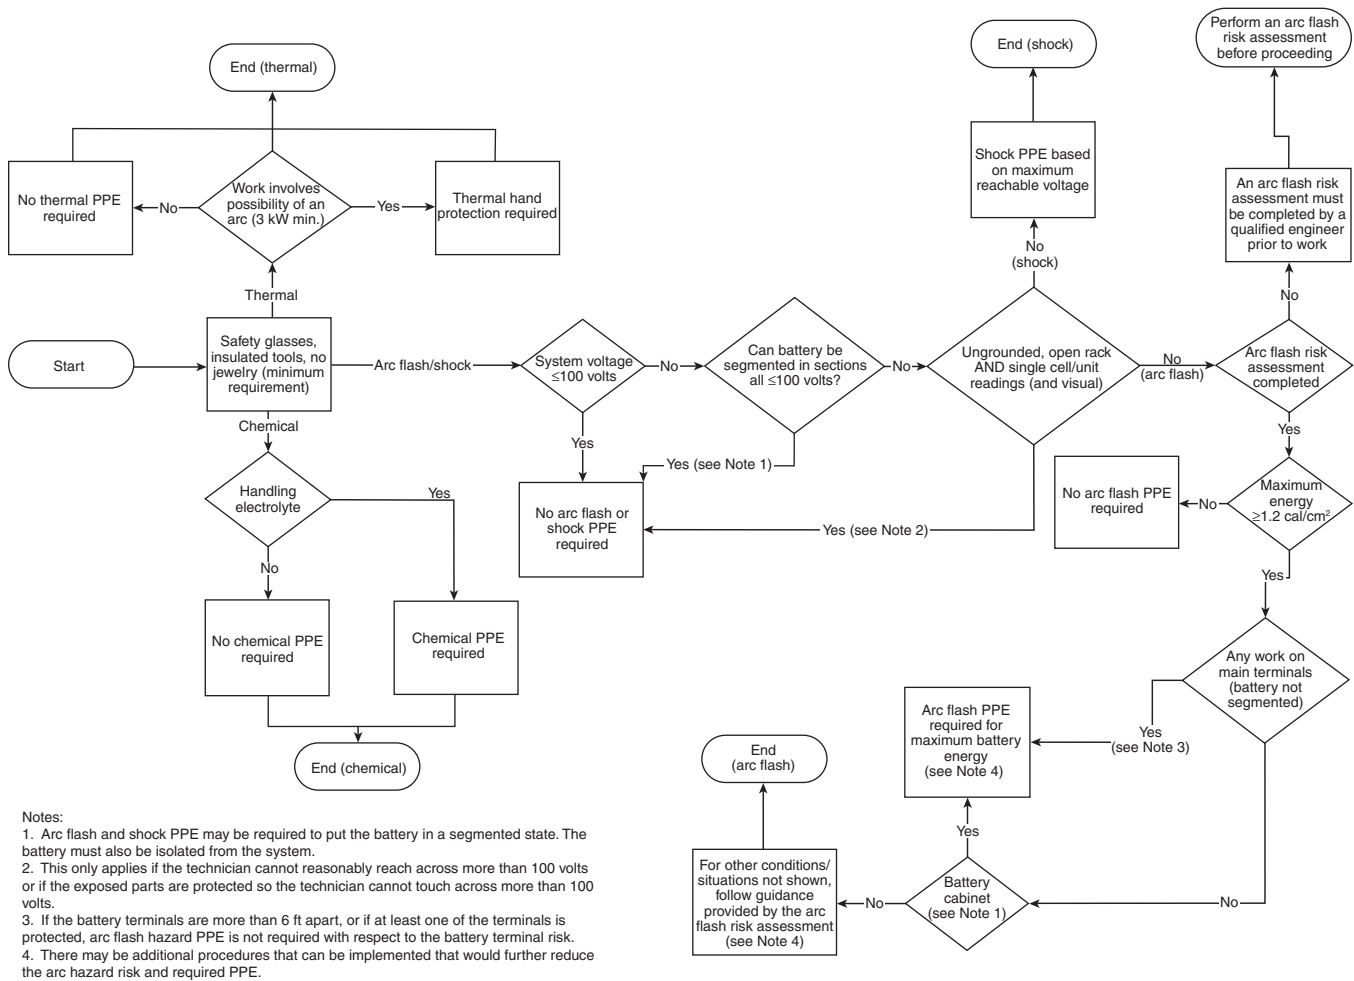 End (shock)
Perform an arc flash
risk assessment
before proceeding
End (thermal)
No thermal PPE
required
No
Work involves
possibility of an
arc (3 kW min.)
Yes
Thermal hand
protection required
Shock PPE based
on maximum
reachable voltage
An arc flash risk
assessment must
be completed by a
qualified engineer
prior to work
No
(shock)
No
Thermal
Start
Safety glasses,
insulated tools, no
jewelry (minimum
requirement)
Arc flash/shock
System voltage
≤100 volts
No
Can battery be
segmented in sections
all ≤100 volts?
No
Ungrounded, open rack
AND single cell/unit
readings (and visual)
No
(arc flash)
Arc flash risk
assessment
completed
Chemical
Yes
Yes (see Note 1)
Yes
Handling
electrolyte
Yes
No arc flash or
shock PPE
required
Yes (see Note 2)
No arc flash PPE
required
No
Maximum
energy
≥1.2 cal/cm²
No
Yes
No chemical PPE
required
Chemical PPE
required
Any work on
main terminals
(battery not
segmented)
Arc flash PPE
required for
maximum battery
energy
(see Note 4)
Yes
(see Note 3)
End
(arc flash)
End (chemical)
Yes
For other conditions/
situations not shown,
follow guidance
provided by the arc
flash risk assessment
(see Note 4)
No
Battery
cabinet
(see Note 1)
No
Notes:
1. Arc flash and shock PPE may be required to put the battery in a segmented state. The
battery must also be isolated from the system.
2. This only applies if the technician cannot reasonably reach across more than 100 volts
or if the exposed parts are protected so the technician cannot touch across more than 100
volts.
3. If the battery terminals are more than 6 ft apart, or if at least one of the terminals is
protected, arc flash hazard PPE is not required with respect to the battery terminal risk.
4. There may be additional procedures that can be implemented that would further reduce
the arc hazard risk and required PPE.